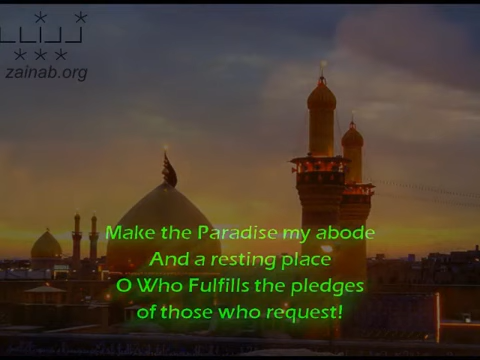 zainab.org
Make the Paradise my abode
And a resting place
O Who Fulfills the pledges
of those who request!